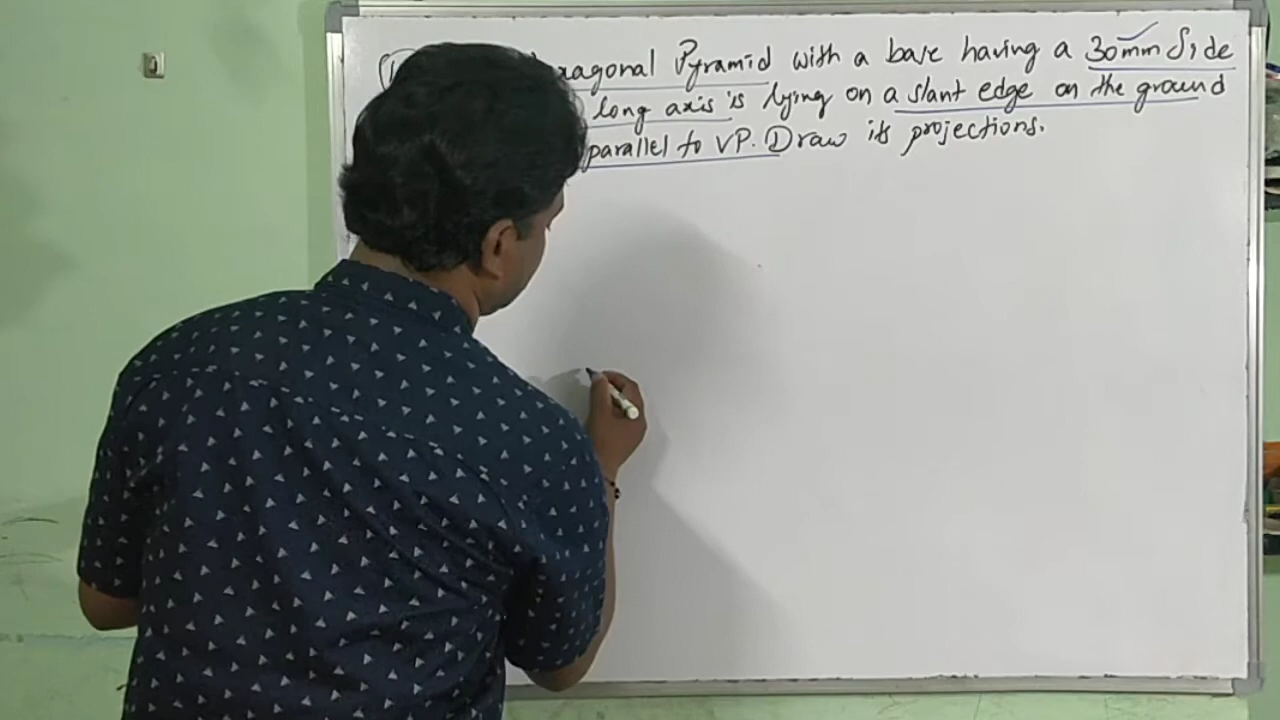 Pyramid with a base having a 30mm Side
long axis is lying on a slant edge on the ground
parallel to VP. Draw its projections.